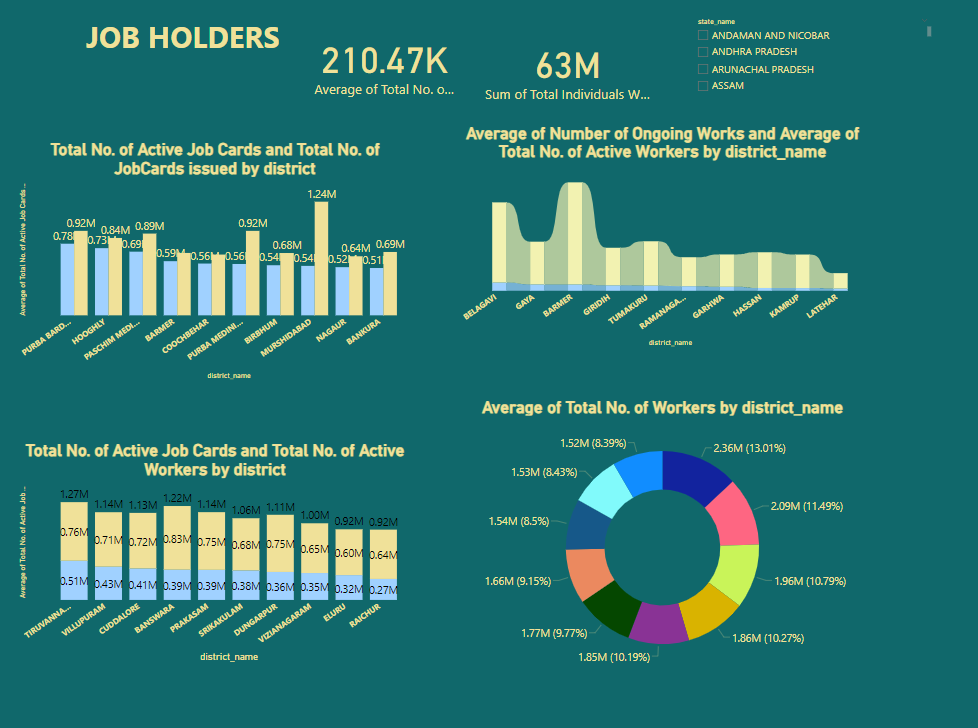 JOB HOLDERS
210.47K
Average of Total No. o...
63M
Sum of Total Individuals W...
state_name
ANDAMAN AND NICOBAR
ANDHRA PRADESH
ARUNACHAL PRADESH
ASSAM
Total No. of Active Job Cards and Total No. of
JobCards issued by district
Average of Total No. of Active Job Cards ...
1.24M
0.92M 0.84M 0.89M 0.92M 0.68M 0.64M 0.69M
0.78 0.73M 0.69M 0.59M 0.56M 0.56M 0.54M 0.54M 0.52M 0.51M
PURBA BARD...
HOOGHLY
PASCHIM MEDI...
BARMER
COOCHBEHAR
PURBA MEDINI...
BIRBHUM
MURSHIDABAD
NAGAUR
BANKURA
district_name
Average of Number of Ongoing Works and Average of
Total No. of Active Workers by district_name
BELAGAVI
GAYA
BARMER
GIRIDIH
TUMAKURU
RAMANAGA...
GARHWA
HASSAN
KAMRUP
LATEHAR
district_name
Total No. of Active Job Cards and Total No. of Active
Workers by district
Average of Total No. of Active Job ...
1.27M 1.14M 1.13M 1.22M 1.14M 1.06M 1.11M 1.00M 0.92M 0.92M
0.76M 0.71M 0.72M 0.83M 0.75M 0.68M 0.75M 0.65M 0.60M 0.64M
0.51M 0.43M 0.41M 0.39M 0.39M 0.38M 0.36M 0.35M 0.32M 0.27M
TIRUVANNA...
VILLUPURAM
CUDDALORE
BANSWARA
PRAKASAM
SRIKAKULAM
DUNGARPUR
VIZIANAGARAM
ELURU
RAICHUR
district_name
Average of Total No. of Workers by district_name
2.36M (13.01%)
2.09M (11.49%)
1.96M (10.79%)
1.86M (10.27%)
1.85M (10.19%)
1.77M (9.77%)
1.66M (9.15%)
1.54M (8.5%)
1.53M (8.43%)
1.52M (8.39%)